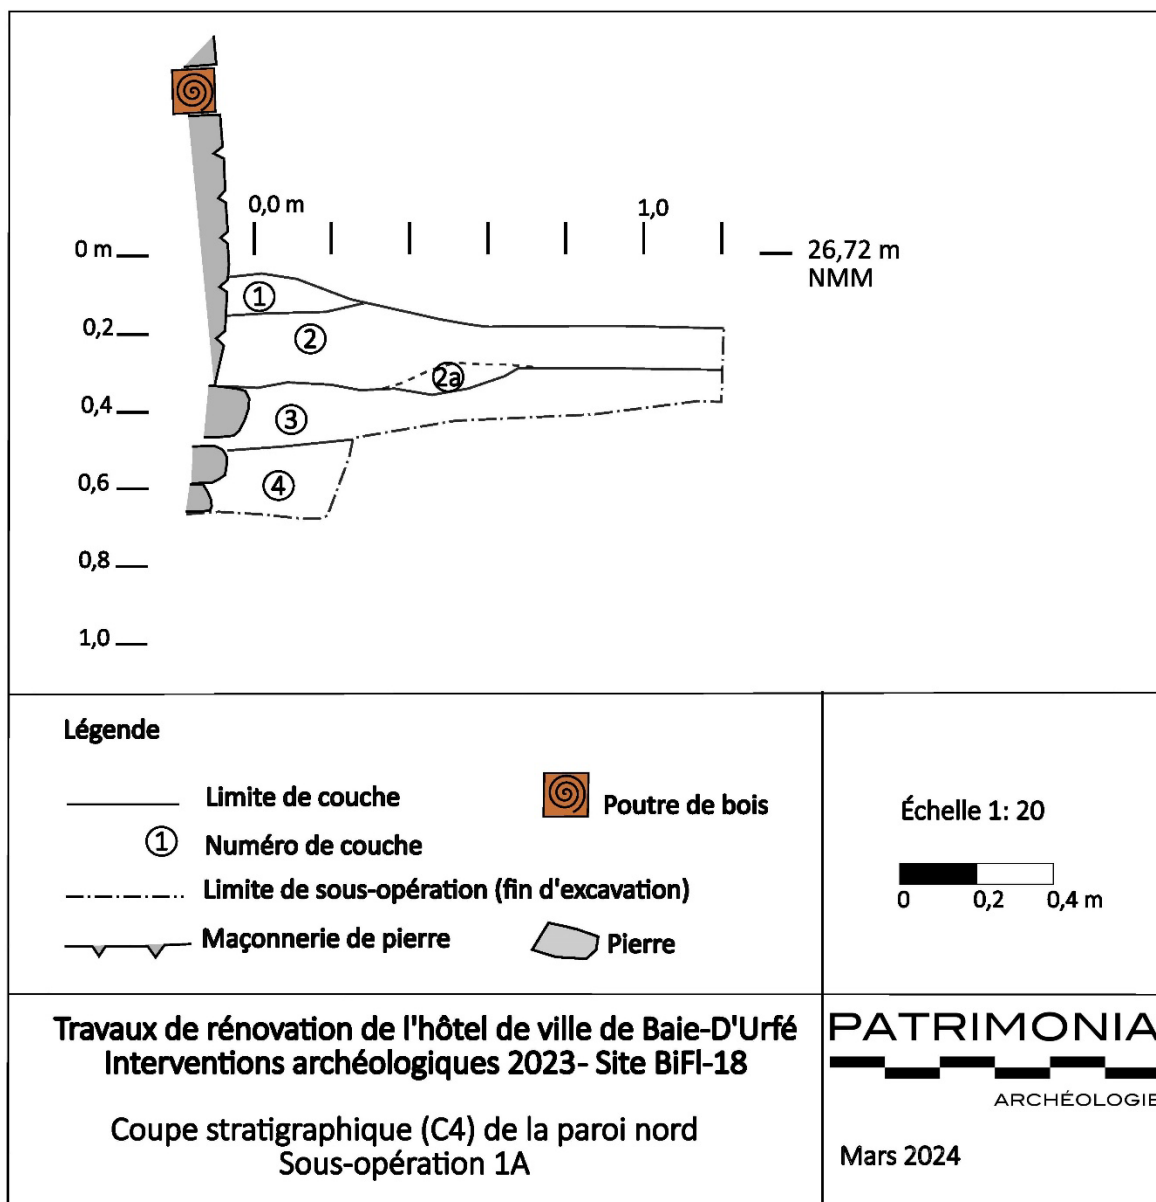 0,0 m
1,0
0 m
26,72 m
NMM
1
0,2
2
2a
0,4
3
0,6
4
0,8
1,0
Légende
Limite de couche
Poutre de bois
1
Numéro de couche
Limite de sous-opération (fin d'excavation)
Maçonnerie de pierre
Pierre
Échelle 1: 20
0 0,2 0,4 m
Travaux de rénovation de l'hôtel de ville de Baie-D'Urfé
Interventions archéologiques 2023- Site BiFl-18
Coupe stratigraphique (C4) de la paroi nord
Sous-opération 1A
PATRIMONIA
ARCHÉOLOGIE
Mars 2024